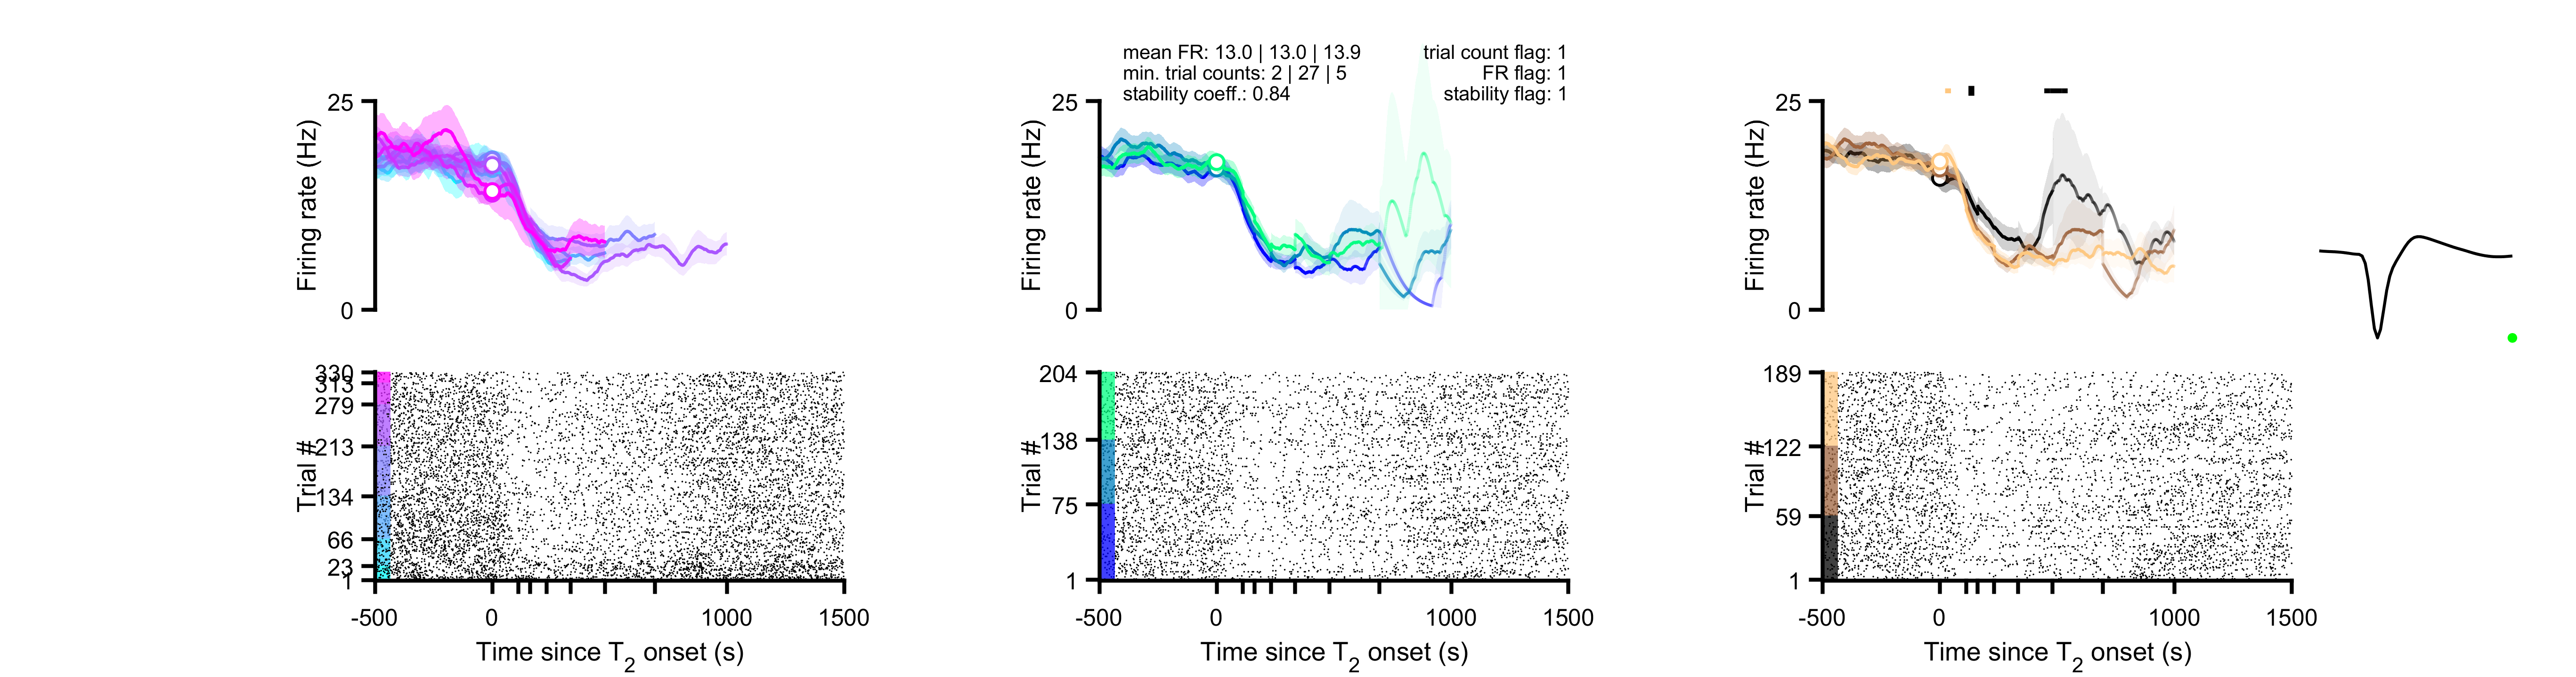 mean FR: 13.0 | 13.0 | 13.9
min. trial counts: 2 | 27 | 5
stability coeff.: 0.84
trial count flag: 1
FR flag: 1
stability flag: 1
25
0
Firing rate (Hz)
25
0
Firing rate (Hz)
25
0
Firing rate (Hz)
330
313
279
213
134
66
23
1
Trial #
-500
0
1000
1500
Time since T2 onset (s)
204
138
75
1
Trial #
-500
0
1000
1500
Time since T2 onset (s)
189
122
59
1
Trial #
-500
0
1000
1500
Time since T2 onset (s)